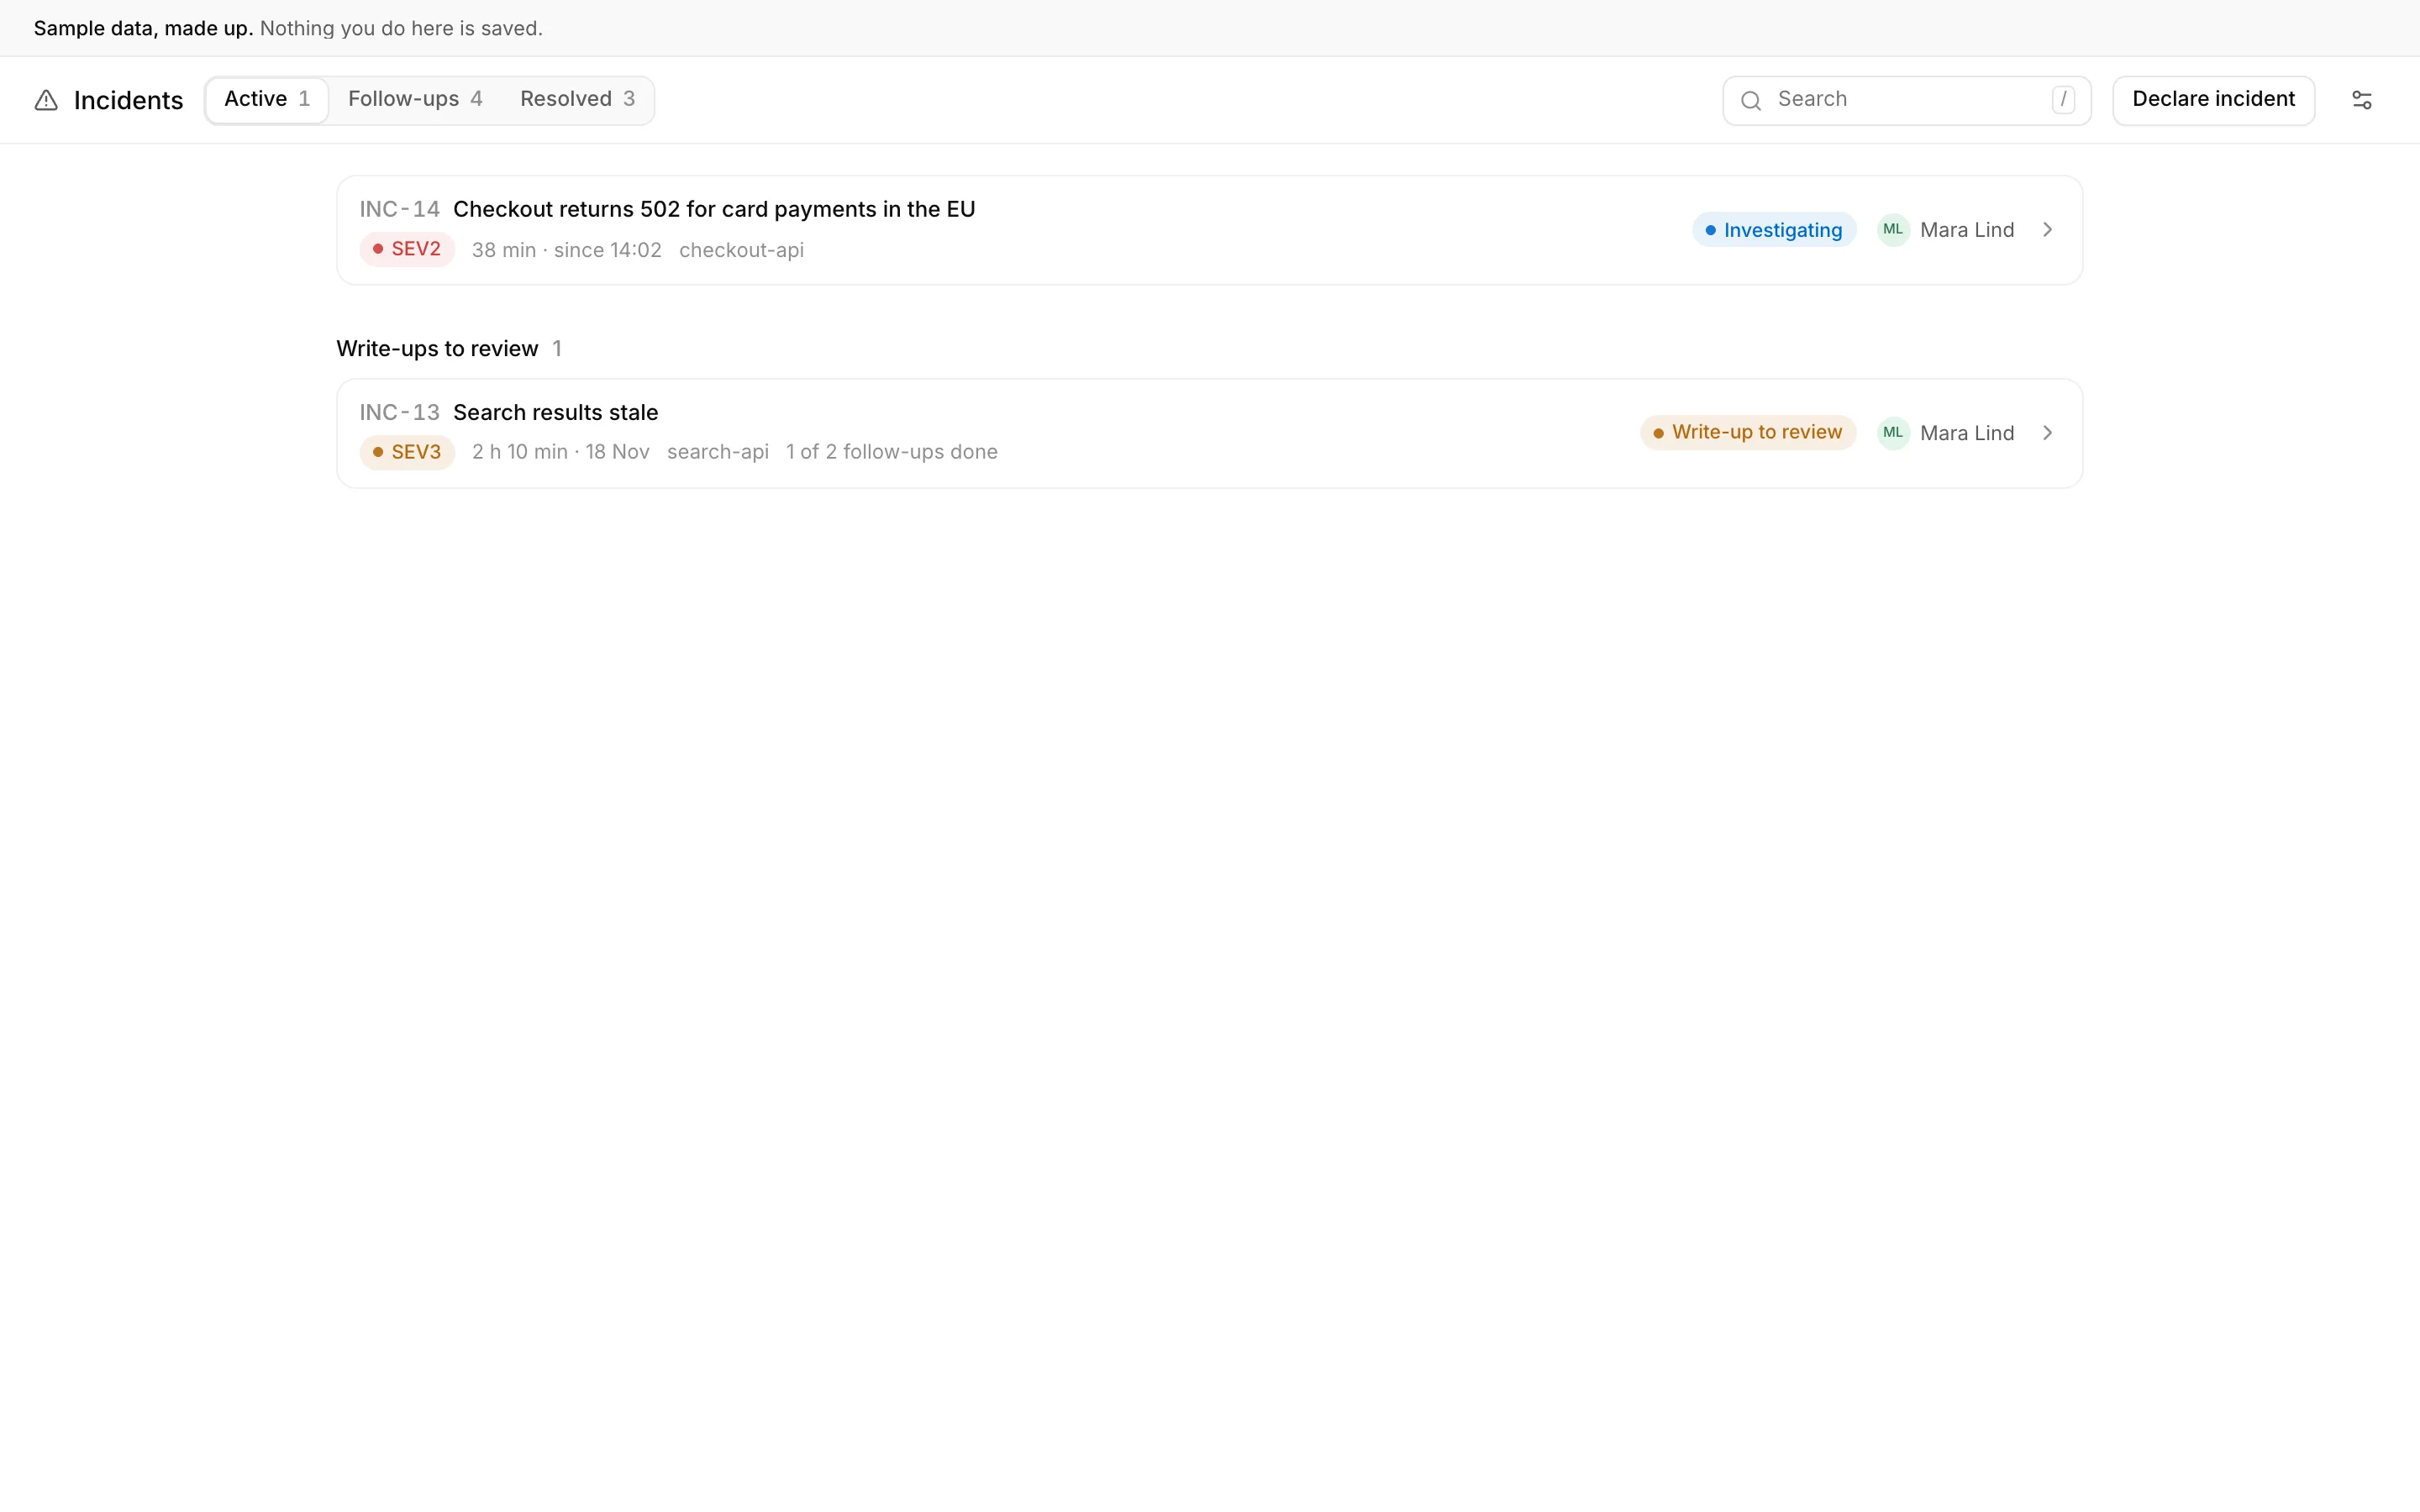 Sample data, made up. Nothing you do here is saved.
Incidents Active 1 Follow-ups 4 Resolved 3 Search / Declare incident
INC-14 Checkout returns 502 for card payments in the EU
SEV2 38 min · since 14:02 checkout-api
Investigating ML Mara Lind
Write-ups to review 1
INC-13 Search results stale
SEV3 2 h 10 min · 18 Nov search-api 1 of 2 follow-ups done
Write-up to review ML Mara Lind